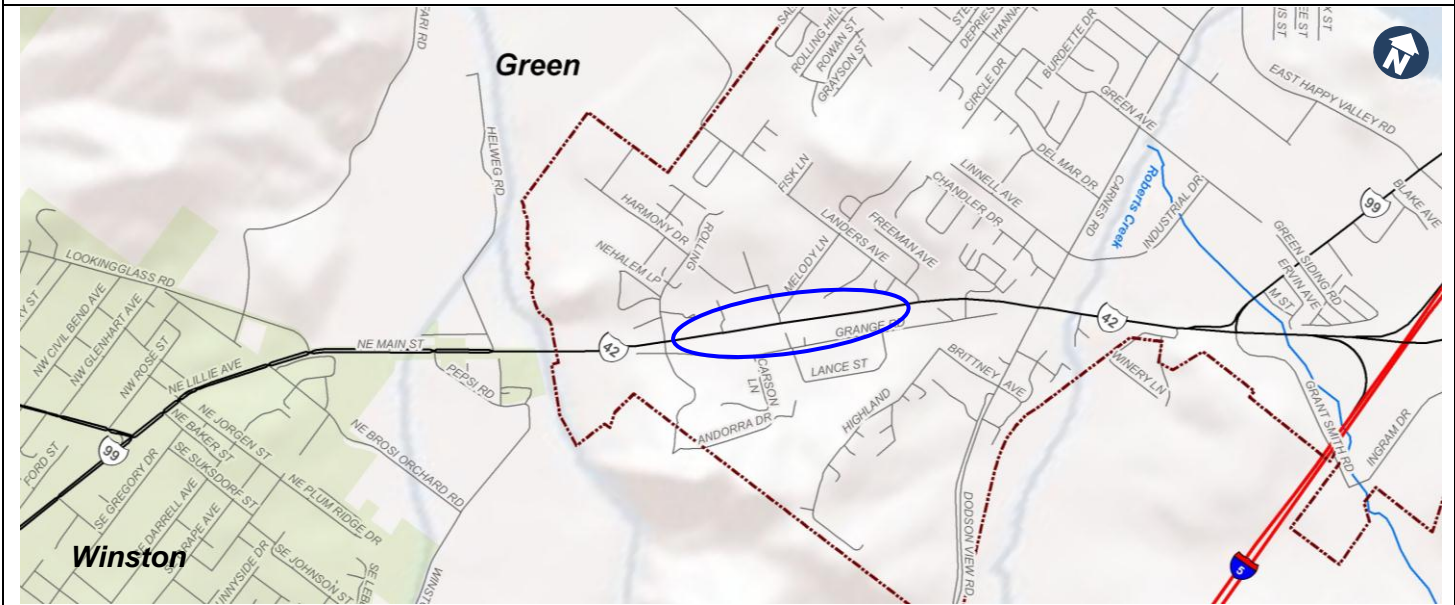 Green
Winston
N
SAL
ROLLING HILLS
ROWAN ST
GRAYSON ST
DEPRIES
HANNA
CIRCLE DR
BURDETTE DR
GREEN AVE
EAST HAPPY VALLEY RD
BLAKE AVE
99
DEL MAR DR
CARNES RD
Roberts Creek
INDUSTRIAL DR
LINNELL AVE
CHANDLER DR
FISK LN
HELWEG RD
HARMONY DR
NEHALEM LP
ROLLING
LANDERS AVE
FREEMAN AVE
MELODY LN
GREEN SIDING RD
ERVIN AVE
M ST
LOOKINGGLASS RD
NW CIVIL BEND AVE
NW GLENHART AVE
NW ROSE ST
NE LILLIE AVE
NE MAIN ST
42
GRANGE RD
42
PEPSI RD
CARSON LN
LANCE ST
BRITTNEY AVE
WINERY LN
GRANT SMITH RD
INGRAM DR
ANDORRA DR
HIGHLAND
DODSON VIEW RD
99
FORD ST
NE JORGEN ST
NE BAKER ST
SE SUKSDORF ST
SE GREGORY DR
NE PLUM RIDGE DR
NE BROSI ORCHARD RD
SE DARRELL AVE
SE GRAPE AVE
SE JOHNSON ST
WINST
5